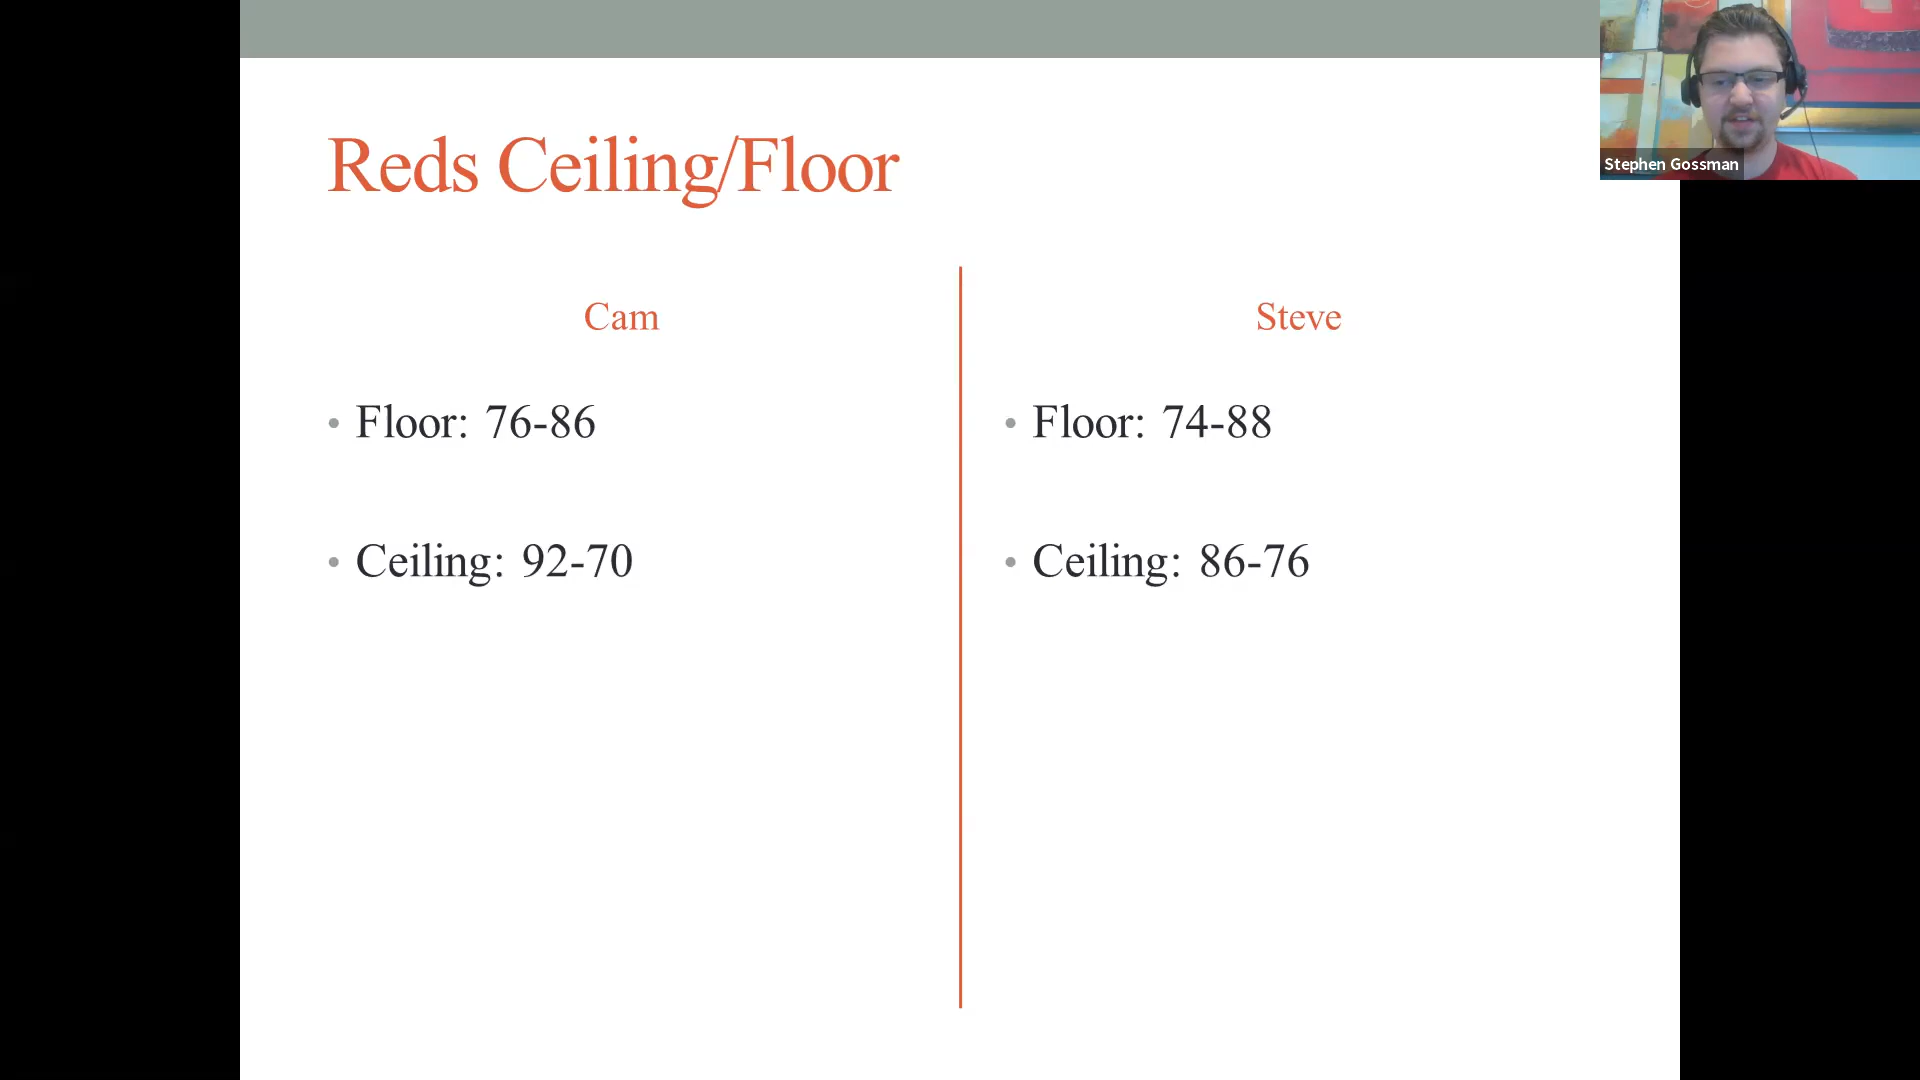 Reds Ceiling/Floor
Stephen Gossman
Cam
• Floor: 76-86
• Ceiling: 92-70
Steve
• Floor: 74-88
• Ceiling: 86-76